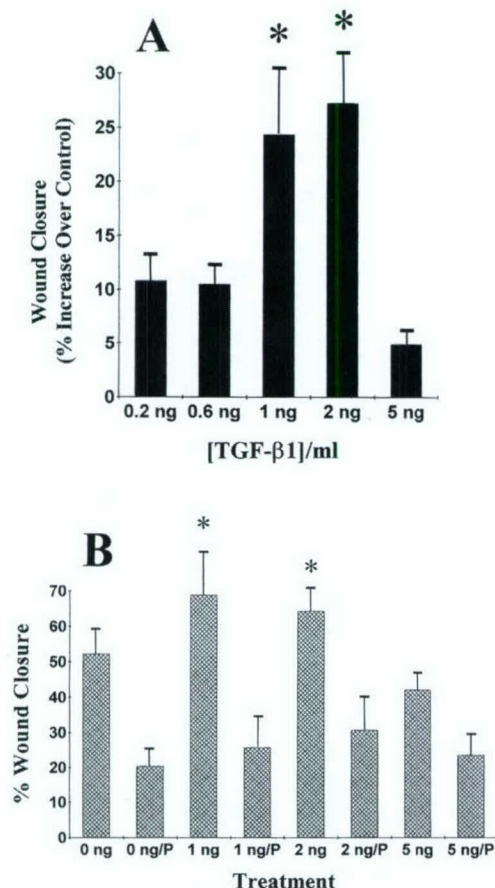 A
* *
30
25
20
15
10
5
0
Wound Closure
(% Increase Over Control)
0.2 ng 0.6 ng 1 ng 2 ng 5 ng
[TGF-β1]/ml
B
* *
70
60
50
40
30
20
10
0
% Wound Closure
0 ng 0 ng/P 1 ng 1 ng/P 2 ng 2 ng/P 5 ng 5 ng/P
Treatment